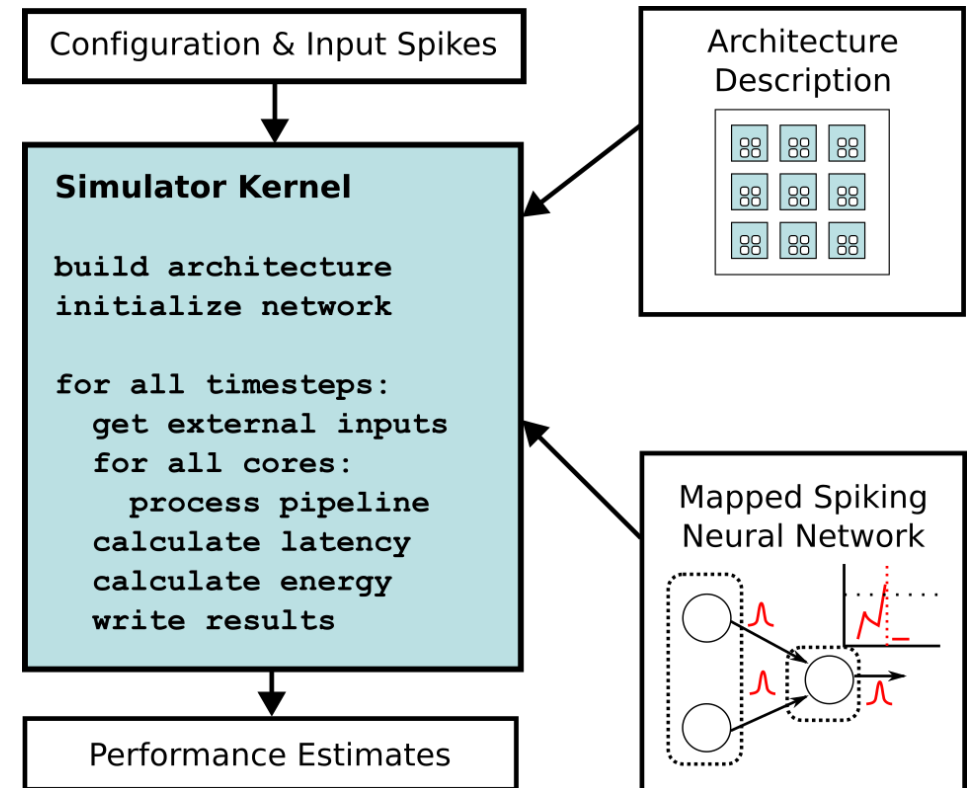 Configuration & Input Spikes
Simulator Kernel
build architecture
initialize network
for all timesteps:
  get external inputs
  for all cores:
    process pipeline
  calculate latency
  calculate energy
  write results
Performance Estimates
Architecture
Description
Mapped Spiking
Neural Network